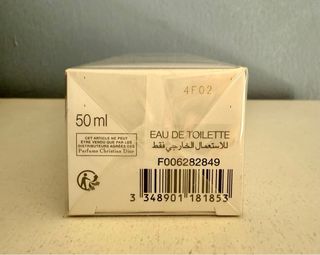 4F02
50 ml
CET ARTICLE NE PEUT
ÊTRE VENDU QUE PAR LES
DISTRIBUTEURS AGRÉÉS DES
Parfums Christian Dior
EAU DE TOILETTE
للاستعمال الخارجي فقط
F006282849
3 348901 181853